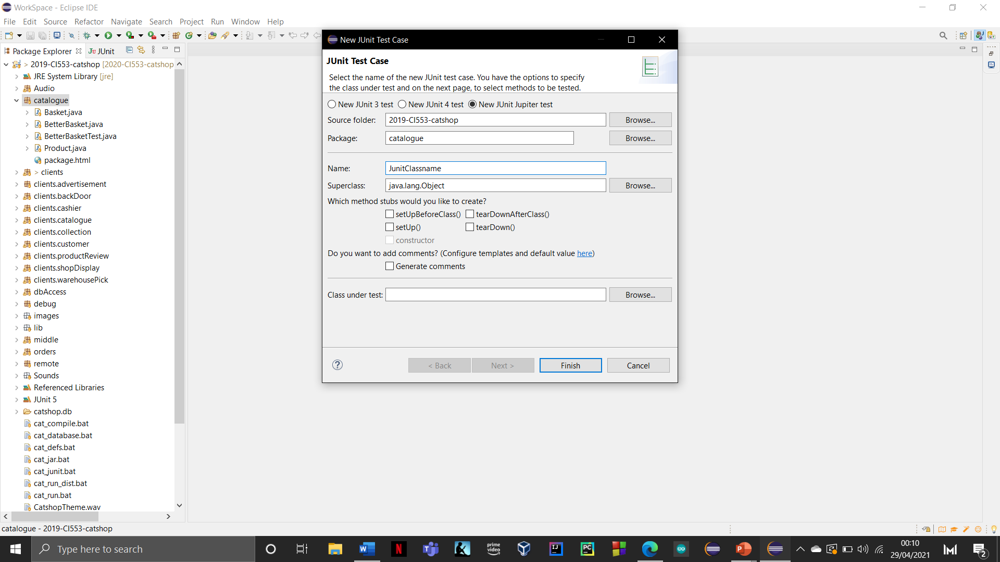 WorkSpace - Eclipse IDE
File Edit Source Refactor Navigate Search Project Run Window Help
Package Explorer JU JUnit
> 2019-CI553-catshop [2020-CI553-catshop
JRE System Library [jre]
Audio
catalogue
Basket.java
BetterBasket.java
BetterBasketTest.java
Product.java
package.html
> clients
clients.advertisement
clients.backDoor
clients.cashier
clients.catalogue
clients.collection
clients.customer
clients.productReview
clients.shopDisplay
clients.warehousePick
dbAccess
debug
images
lib
middle
orders
remote
Sounds
Referenced Libraries
JUnit 5
catshop.db
cat_compile.bat
cat_database.bat
cat_defs.bat
cat_jar.bat
cat_junit.bat
cat_run_dist.bat
cat_run.bat
CatshopTheme.wav
catalogue - 2019-CI553-catshop
New JUnit Test Case
JUnit Test Case
Select the name of the new JUnit test case. You have the options to specify
the class under test and on the next page, to select methods to be tested.
New JUnit 3 test New JUnit 4 test New JUnit Jupiter test
Source folder: 2019-CI553-catshop Browse...
Package: catalogue Browse...
Name: JunitClassname
Superclass: java.lang.Object Browse...
Which method stubs would you like to create?
setUpBeforeClass() tearDownAfterClass()
setUp() tearDown()
constructor
Do you want to add comments? (Configure templates and default value here)
Generate comments
Class under test: Browse...
? < Back Next > Finish Cancel
Type here to search
prime video
IJ
PC
00:10
29/04/2021
2